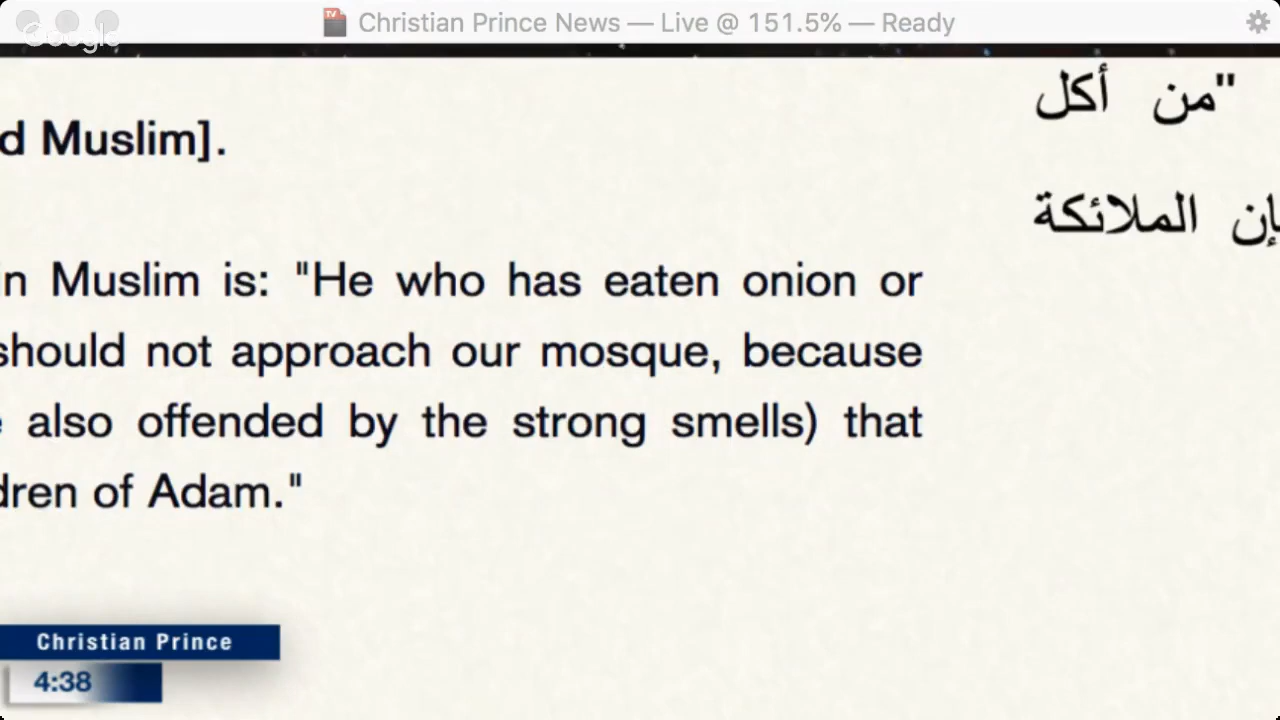 Google
Christian Prince News — Live @ 151.5% — Ready
d Muslim].
"من أكل
الملائكة
in Muslim is: "He who has eaten onion or
should not approach our mosque, because
also offended by the strong smells) that
dren of Adam."
Christian Prince
4:38